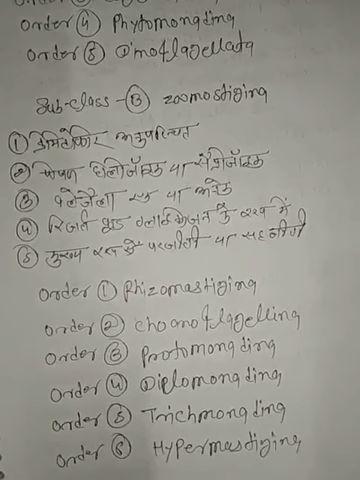 order ④ Phytomonadina
order ⑤ Dinoflagellata
Sub-class - Ⓑ zoomastigina
① क्रोमेटोफोर अनुपस्थित
② पोषण होलोजॉइक या सेप्रोजॉइक
③ फ्लेजेला एक या अनेक
④ रिजर्व फूड ग्लाइकोजन के रूप में
⑤ मुख्य रूप से परजीवी या सहजीवी
order ① Rhizomastigina
order ② choanoflagellina
order ③ Protomonadina
order ④ Diplomonadina
order ⑤ Trichmonadina
order ⑥ Hypermastigina